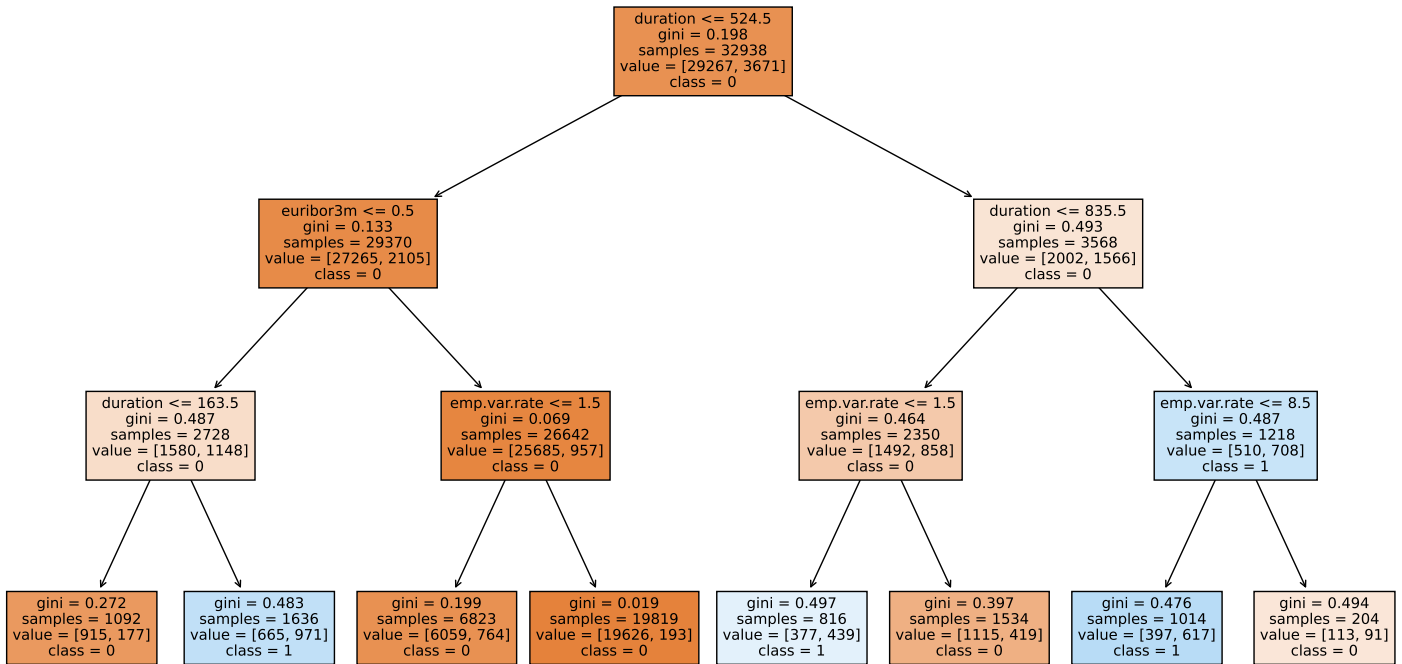 duration <= 524.5
gini = 0.198
samples = 32938
value = [29267, 3671]
class = 0
euribor3m <= 0.5
gini = 0.133
samples = 29370
value = [27265, 2105]
class = 0
duration <= 835.5
gini = 0.493
samples = 3568
value = [2002, 1566]
class = 0
duration <= 163.5
gini = 0.487
samples = 2728
value = [1580, 1148]
class = 0
emp.var.rate <= 1.5
gini = 0.069
samples = 26642
value = [25685, 957]
class = 0
emp.var.rate <= 1.5
gini = 0.464
samples = 2350
value = [1492, 858]
class = 0
emp.var.rate <= 8.5
gini = 0.487
samples = 1218
value = [510, 708]
class = 1
gini = 0.272
samples = 1092
value = [915, 177]
class = 0
gini = 0.483
samples = 1636
value = [665, 971]
class = 1
gini = 0.199
samples = 6823
value = [6059, 764]
class = 0
gini = 0.019
samples = 19819
value = [19626, 193]
class = 0
gini = 0.497
samples = 816
value = [377, 439]
class = 1
gini = 0.397
samples = 1534
value = [1115, 419]
class = 0
gini = 0.476
samples = 1014
value = [397, 617]
class = 1
gini = 0.494
samples = 204
value = [113, 91]
class = 0